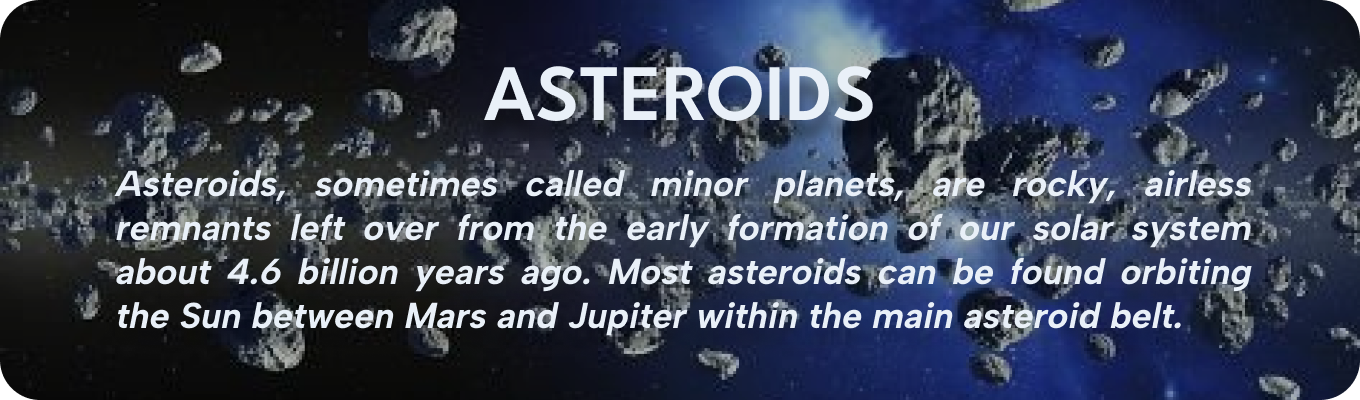 ASTEROIDS
Asteroids, sometimes called minor planets, are rocky, airless
remnants left over from the early formation of our solar system
about 4.6 billion years ago. Most asteroids can be found orbiting
the Sun between Mars and Jupiter within the main asteroid belt.